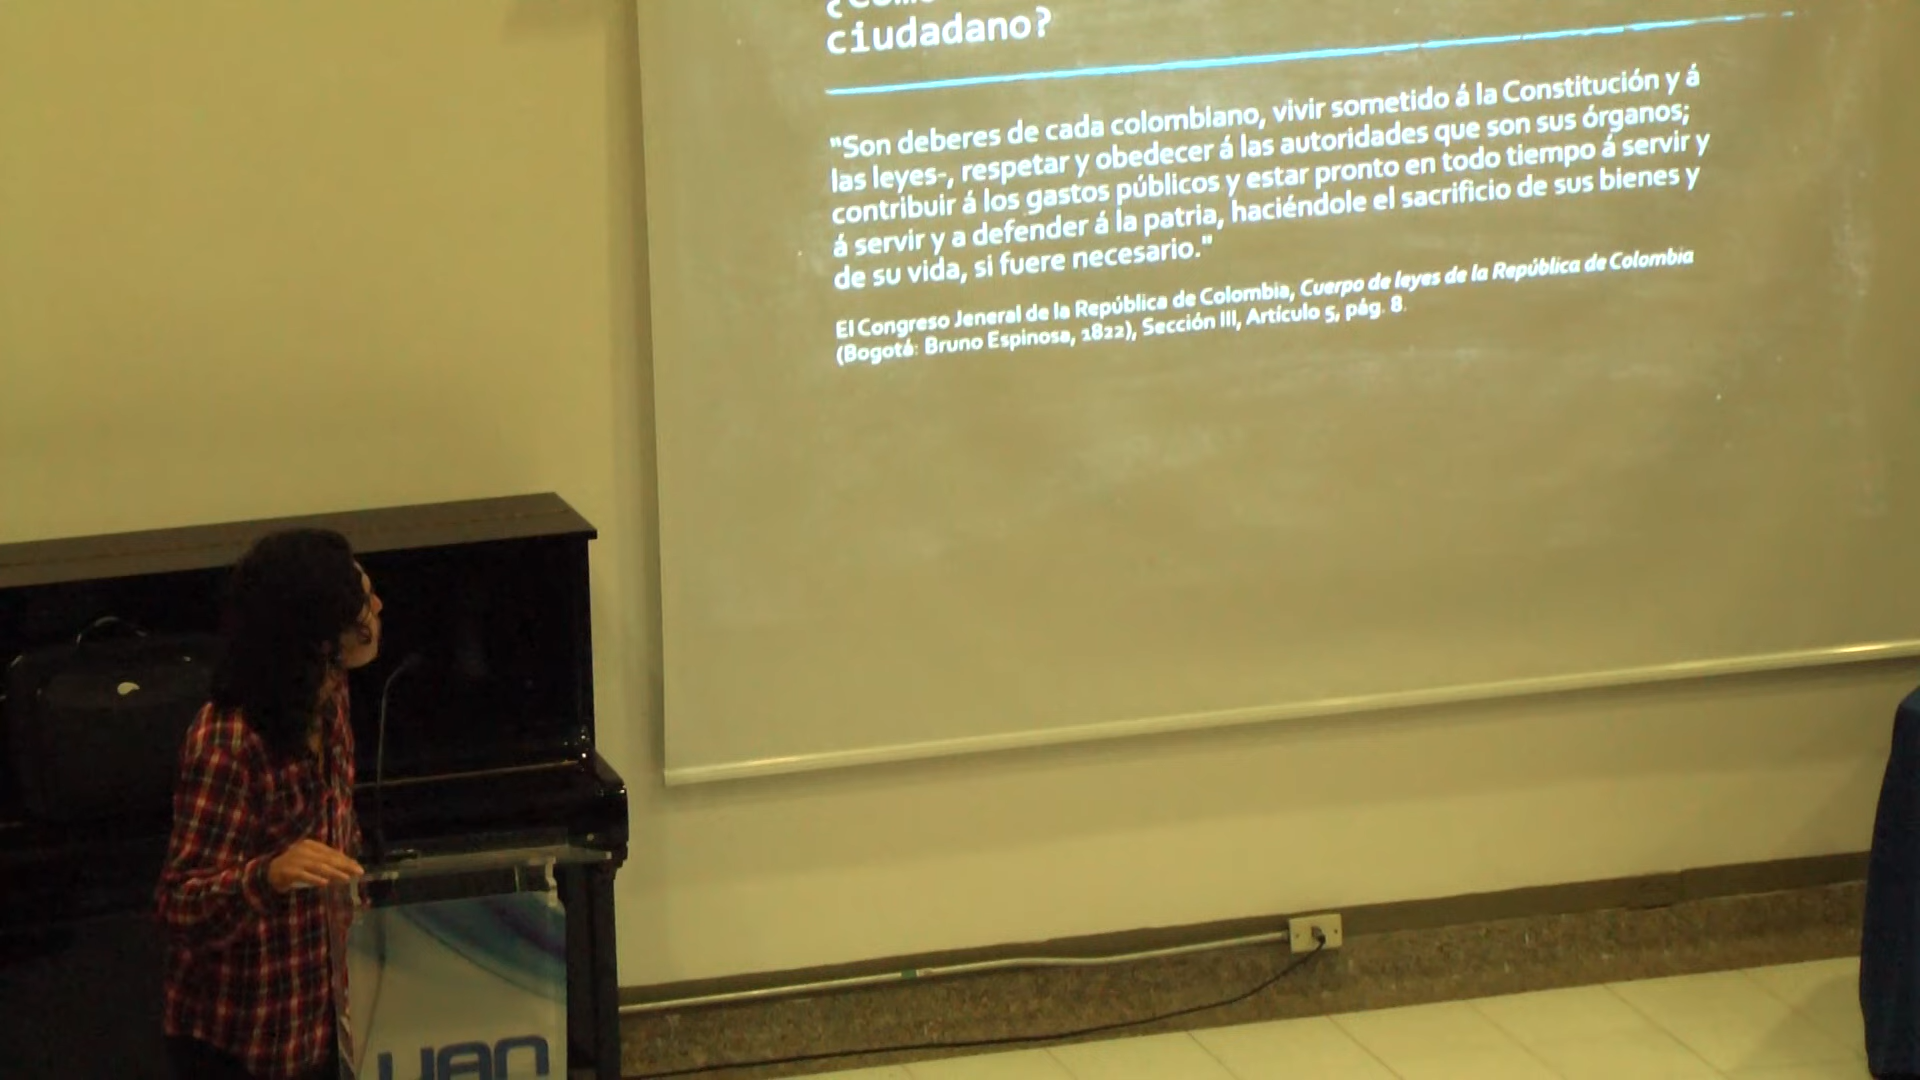 ciudadano?
"Son deberes de cada colombiano, vivir sometido á la Constitución y á
las leyes-, respetar y obedecer á las autoridades que son sus órganos;
contribuir á los gastos públicos y estar pronto en todo tiempo á servir y
á servir y a defender á la patria, haciéndole el sacrificio de sus bienes y
de su vida, si fuere necesario."
El Congreso Jeneral de la República de Colombia, Cuerpo de leyes de la República de Colombia
(Bogotá: Bruno Espinosa, 1822), Sección III, Artículo 5, pág. 8.
UAN